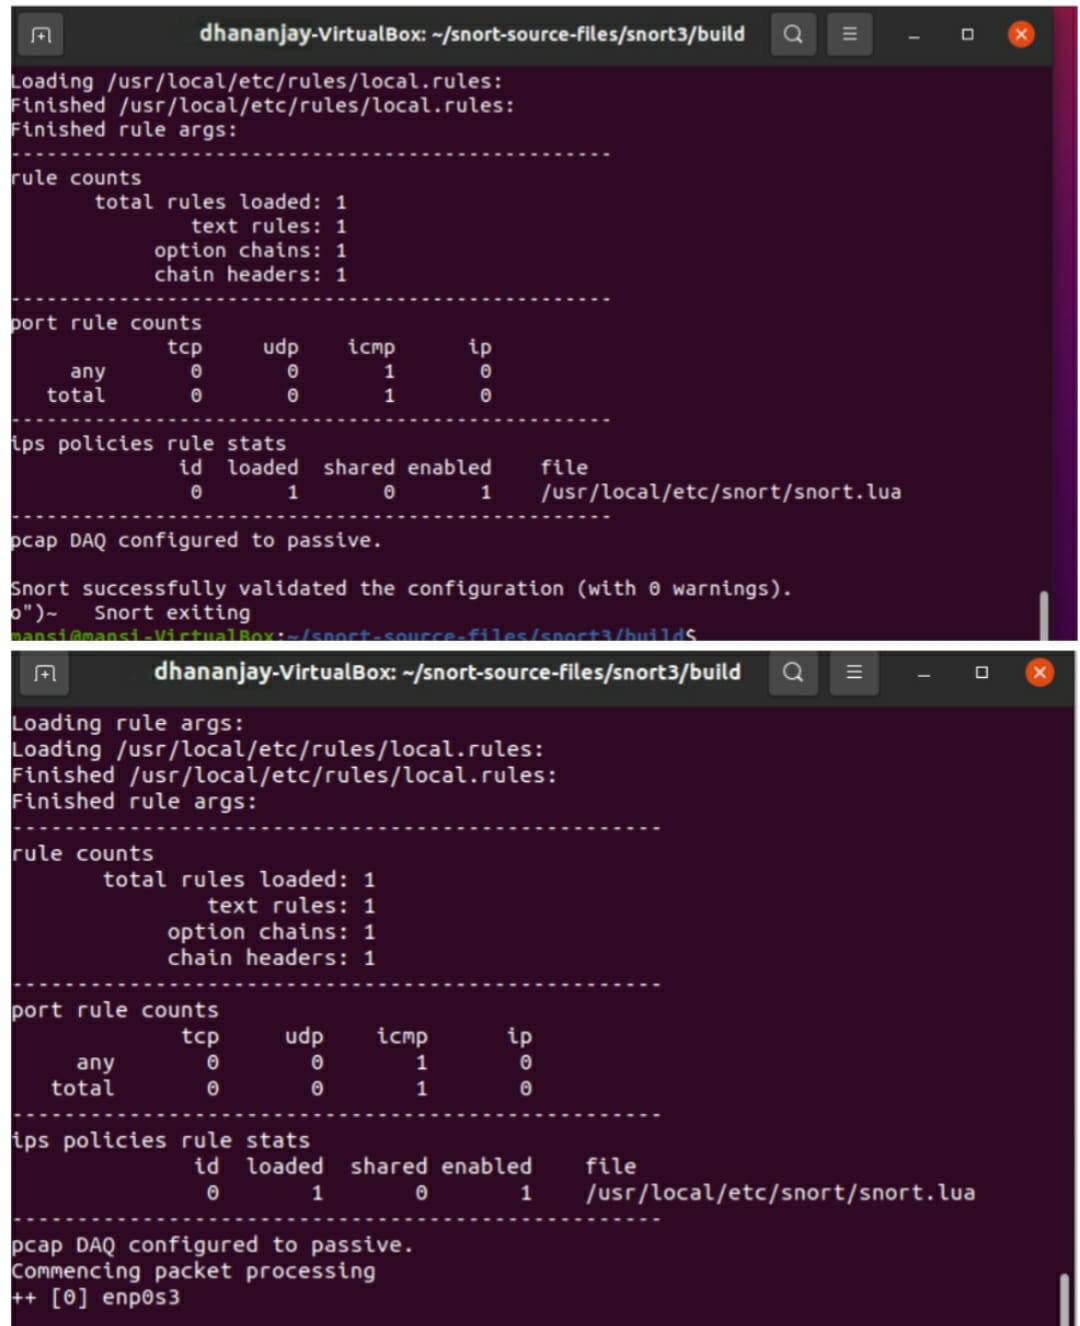 dhananjay-VirtualBox: ~/snort-source-files/snort3/build
Loading /usr/local/etc/rules/local.rules:
Finished /usr/local/etc/rules/local.rules:
Finished rule args:
--------------------------------------------------
rule counts
       total rules loaded: 1
               text rules: 1
            option chains: 1
            chain headers: 1
--------------------------------------------------
port rule counts
             tcp     udp    icmp      ip
     any       0       0       1       0
   total       0       0       1       0
--------------------------------------------------
ips policies rule stats
              id  loaded  shared enabled    file
               0       1       0       1    /usr/local/etc/snort/snort.lua
--------------------------------------------------
pcap DAQ configured to passive.
Snort successfully validated the configuration (with 0 warnings).
o")~   Snort exiting
mansi@mansi-VirtualBox:~/snort-source-files/snort3/build$
dhananjay-VirtualBox: ~/snort-source-files/snort3/build
Loading rule args:
Loading /usr/local/etc/rules/local.rules:
Finished /usr/local/etc/rules/local.rules:
Finished rule args:
--------------------------------------------------
rule counts
       total rules loaded: 1
               text rules: 1
            option chains: 1
            chain headers: 1
--------------------------------------------------
port rule counts
             tcp     udp    icmp      ip
     any       0       0       1       0
   total       0       0       1       0
--------------------------------------------------
ips policies rule stats
              id  loaded  shared enabled    file
               0       1       0       1    /usr/local/etc/snort/snort.lua
--------------------------------------------------
pcap DAQ configured to passive.
Commencing packet processing
++ [0] enp0s3